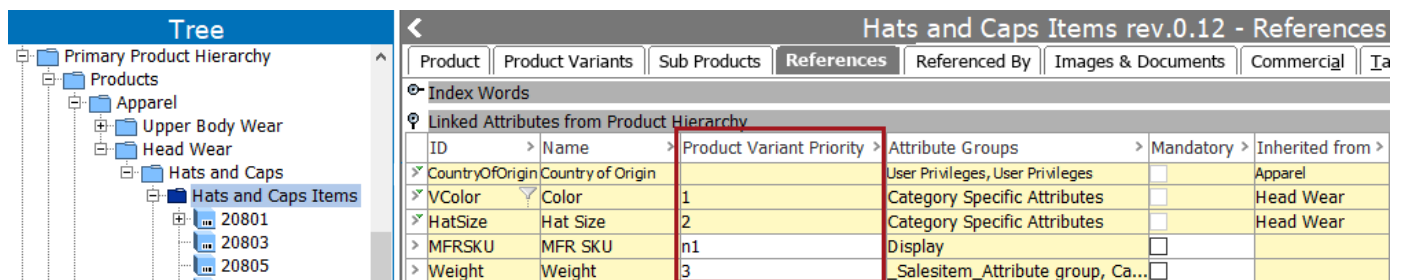 Tree
Primary Product Hierarchy
Products
Apparel
Upper Body Wear
Head Wear
Hats and Caps
Hats and Caps Items
20801
20803
20805
Hats and Caps Items rev.0.12 - References
Product Product Variants Sub Products References Referenced By Images & Documents Commercial Ta
Index Words
Linked Attributes from Product Hierarchy
ID > Name > Product Variant Priority > Attribute Groups > Mandatory > Inherited from >
CountryOfOrigin Country of Origin User Privileges, User Privileges Apparel
VColor Color 1 Category Specific Attributes Head Wear
HatSize Hat Size 2 Category Specific Attributes Head Wear
> MFRSKU MFR SKU n1 Display
> Weight Weight 3 _Salesitem_Attribute group, Ca...